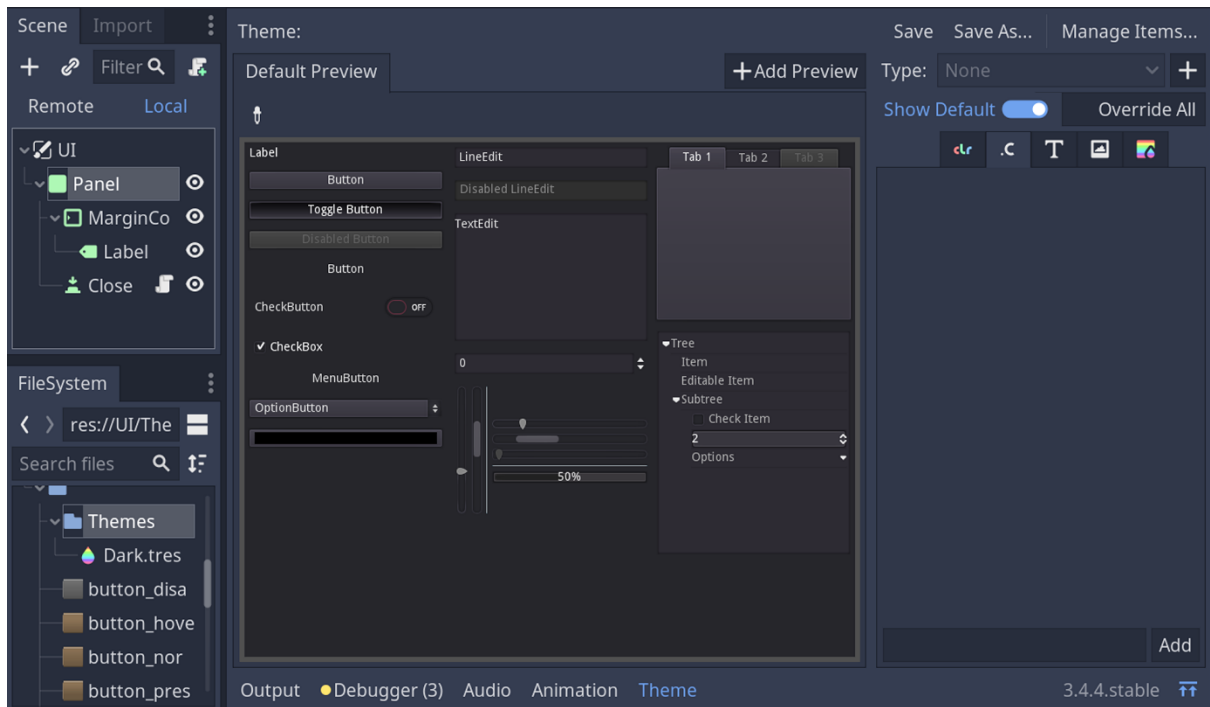 Scene Import
Filter
Remote Local
UI
Panel
MarginCo
Label
Close
FileSystem
res://UI/The
Search files
Themes
Dark.tres
button_disa
button_hove
button_nor
button_pres
Theme:
Save Save As... Manage Items...
Default Preview
Add Preview
Label
Button
Toggle Button
Disabled Button
Button
CheckButton OFF
CheckBox
MenuButton
OptionButton
LineEdit
Disabled LineEdit
TextEdit
0
50%
Tab 1 Tab 2 Tab 3
Tree
Item
Editable Item
Subtree
Check Item
2
Options
Type: None
Show Default Override All
clr .C T
Add
Output Debugger (3) Audio Animation Theme
3.4.4.stable